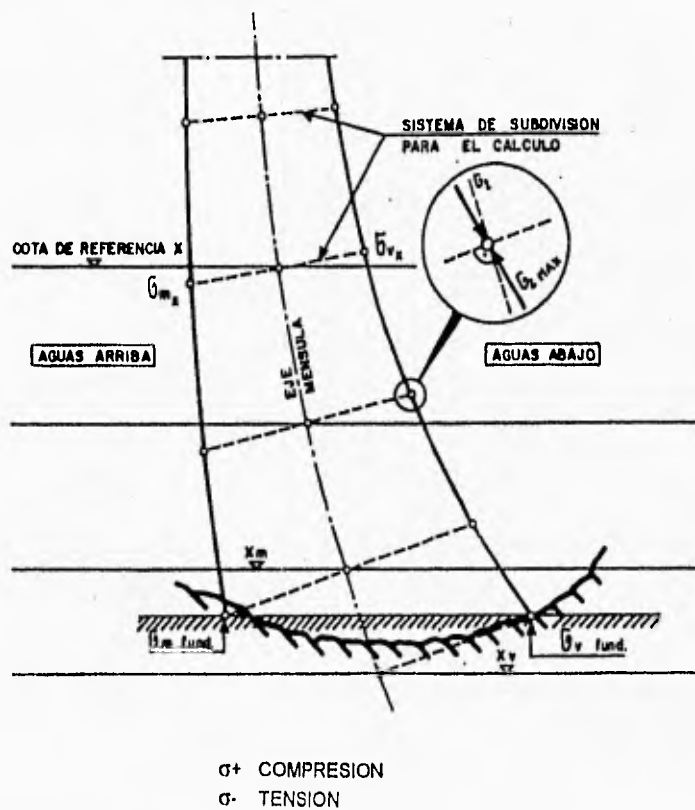 SISTEMA DE SUBDIVISION
PARA EL CALCULO
σ₂
σ₂ MAX
COTA DE REFERENCIA X
σvₓ
σmₓ
AGUAS ARRIBA
AGUAS ABAJO
EJE
MENSULA
Xm
σm fund.
σv fund.
Xv
σ+ COMPRESION
σ- TENSION